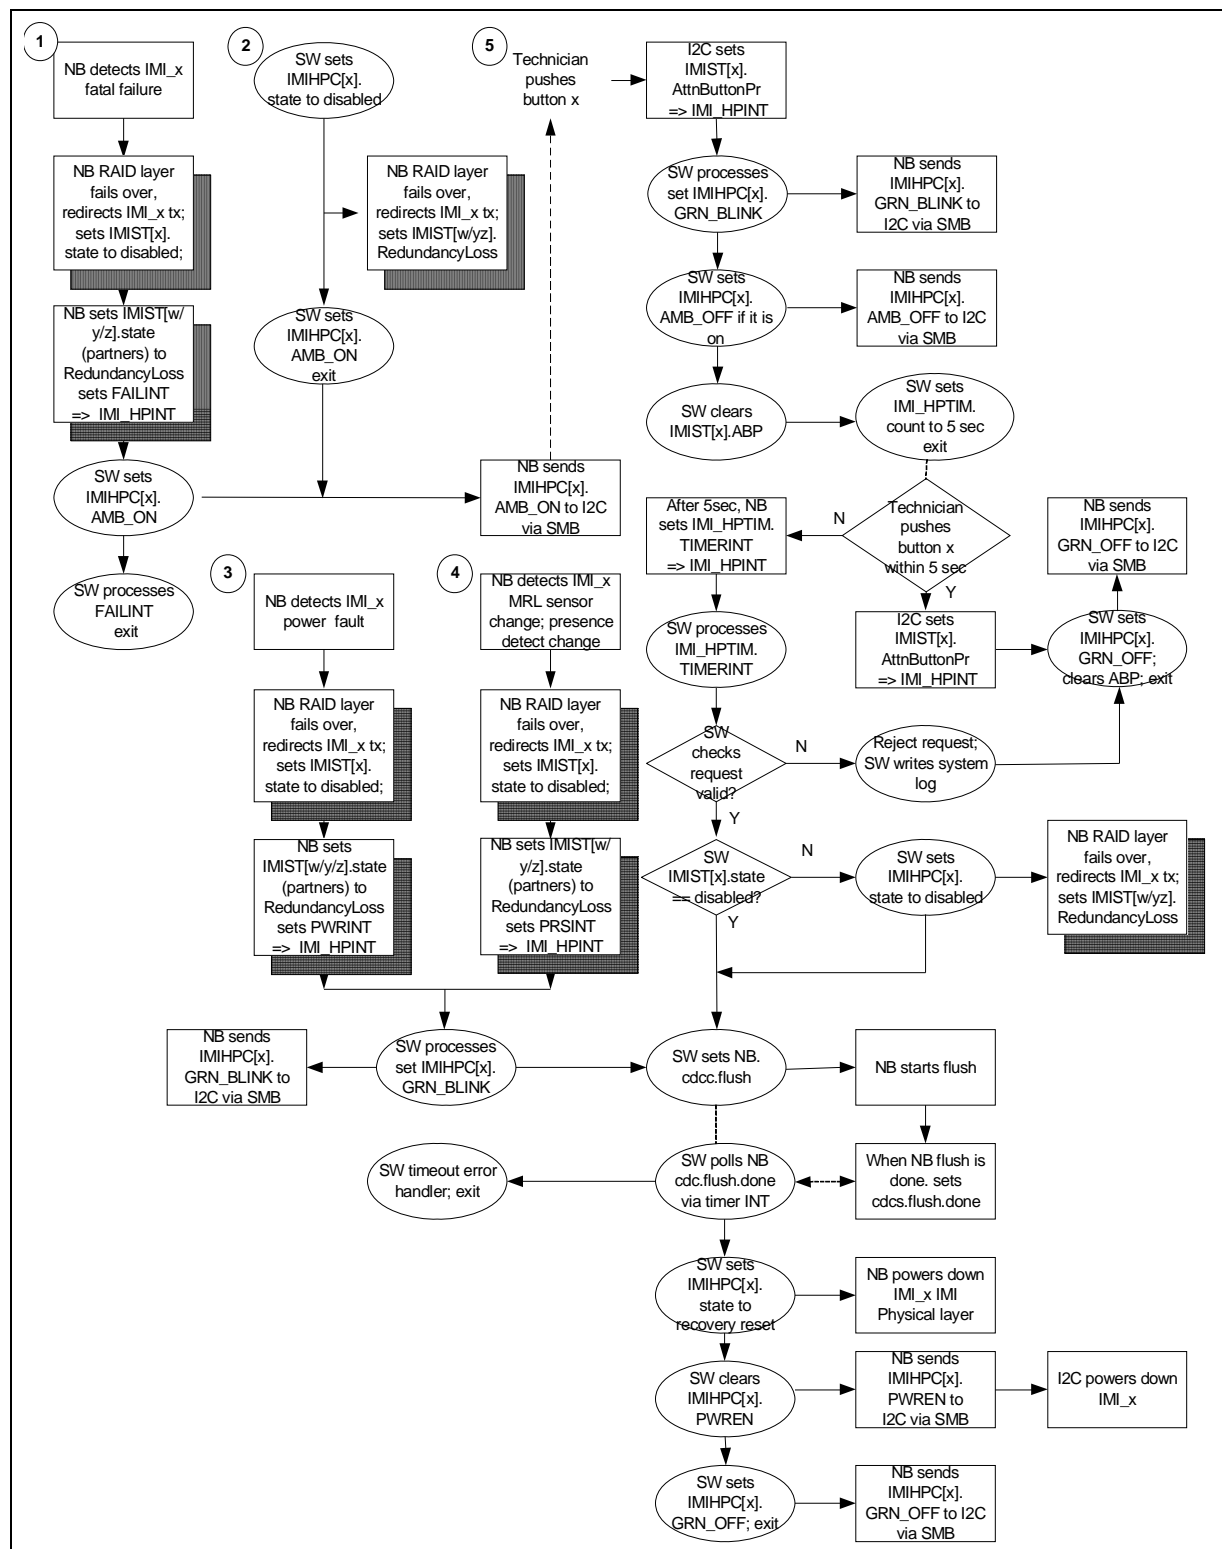 1
NB detects IMI_x
fatal failure
NB RAID layer
fails over,
redirects IMI_x tx;
sets IMIST[x].
state to disabled;
NB sets IMIST[w/
y/z].state
(partners) to
RedundancyLoss
sets FAILINT
=> IMI_HPINT
SW sets
IMIHPC[x].
AMB_ON
SW processes
FAILINT
exit
2
SW sets
IMIHPC[x].
state to disabled
NB RAID layer
fails over,
redirects IMI_x tx;
sets IMIST[w/yz].
RedundancyLoss
SW sets
IMIHPC[x].
AMB_ON
exit
NB sends
IMIHPC[x].
AMB_ON to I2C
via SMB
3
NB detects IMI_x
power fault
NB RAID layer
fails over,
redirects IMI_x tx;
sets IMIST[x].
state to disabled;
NB sets
IMIST[w/y/z].state
(partners) to
RedundancyLoss
sets PWRINT
=> IMI_HPINT
4
NB detects IMI_x
MRL sensor
change; presence
detect change
NB RAID layer
fails over,
redirects IMI_x tx;
sets IMIST[x].
state to disabled;
NB sets IMIST[w/
y/z].state
(partners) to
RedundancyLoss
sets PRSINT
=> IMI_HPINT
SW processes
set IMIHPC[x].
GRN_BLINK
NB sends
IMIHPC[x].
GRN_BLINK to
I2C via SMB
5
Technician
pushes
button x
I2C sets
IMIST[x].
AttnButtonPr
=> IMI_HPINT
SW processes
set IMIHPC[x].
GRN_BLINK
NB sends
IMIHPC[x].
GRN_BLINK to
I2C via SMB
SW sets
IMIHPC[x].
AMB_OFF if it is
on
NB sends
IMIHPC[x].
AMB_OFF to I2C
via SMB
SW clears
IMIST[x].ABP
SW sets
IMI_HPTIM.
count to 5 sec
exit
Technician
pushes
button x
within 5 sec
N
Y
After 5sec, NB
sets IMI_HPTIM.
TIMERINT
=> IMI_HPINT
I2C sets
IMIST[x].
AttnButtonPr
=> IMI_HPINT
SW sets
IMIHPC[x].
GRN_OFF;
clears ABP; exit
NB sends
IMIHPC[x].
GRN_OFF to I2C
via SMB
SW processes
IMI_HPTIM.
TIMERINT
SW
checks
request
valid?
N
Y
Reject request;
SW writes system
log
SW
IMIST[x].state
== disabled?
N
Y
SW sets
IMIHPC[x].
state to disabled
NB RAID layer
fails over,
redirects IMI_x tx;
sets IMIST[w/yz].
RedundancyLoss
SW sets NB.
cdcc.flush
NB starts flush
SW polls NB
cdc.flush.done
via timer INT
When NB flush is
done. sets
cdcs.flush.done
SW timeout error
handler; exit
SW sets
IMIHPC[x].
state to
recovery reset
NB powers down
IMI_x IMI
Physical layer
SW clears
IMIHPC[x].
PWREN
NB sends
IMIHPC[x].
PWREN to
I2C via SMB
I2C powers down
IMI_x
SW sets
IMIHPC[x].
GRN_OFF; exit
NB sends
IMIHPC[x].
GRN_OFF to I2C
via SMB